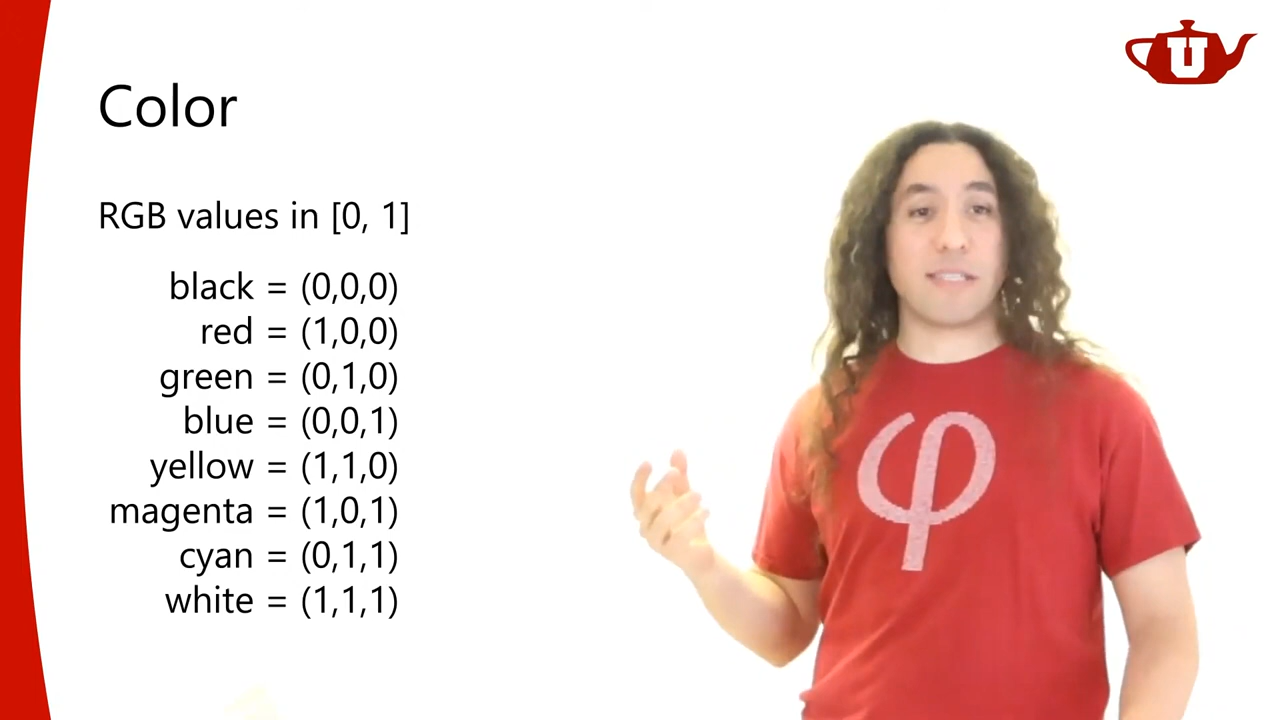 U
Color
RGB values in [0, 1]
black = (0,0,0)
red = (1,0,0)
green = (0,1,0)
blue = (0,0,1)
yellow = (1,1,0)
magenta = (1,0,1)
cyan = (0,1,1)
white = (1,1,1)
φ